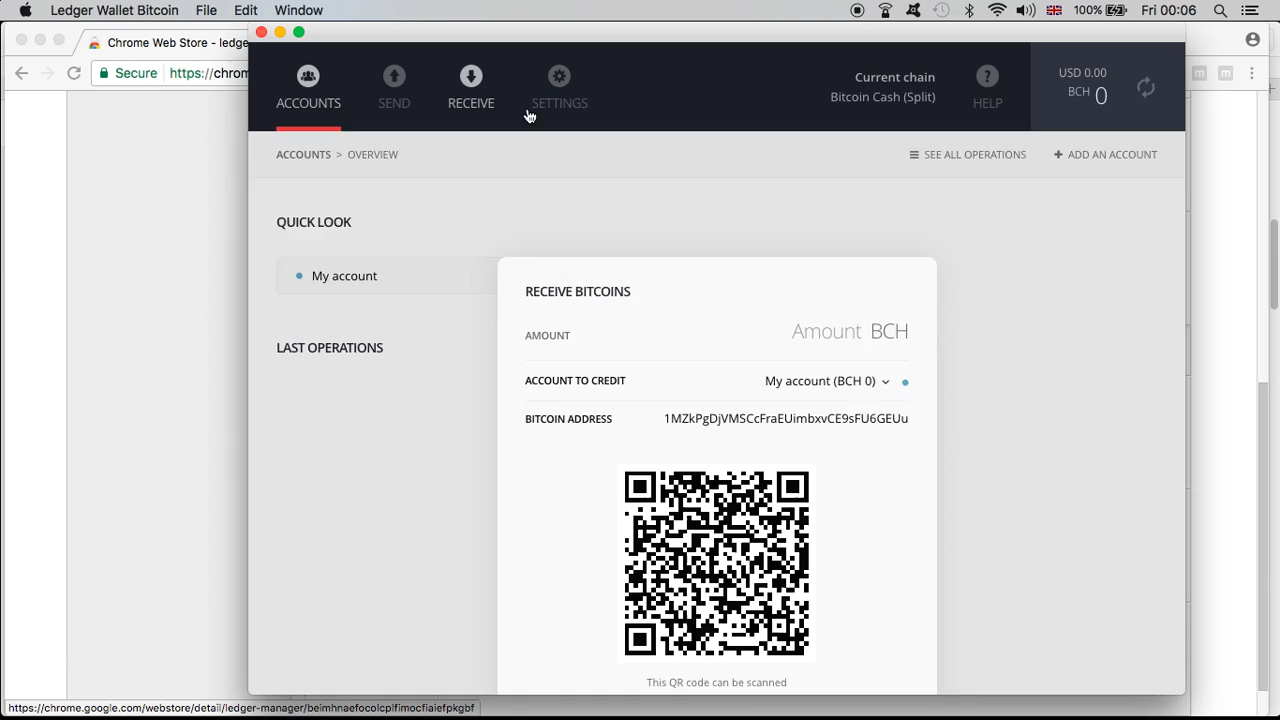 Ledger Wallet Bitcoin File Edit Window 100% Fri 00:06
Chrome Web Store - ledg
Secure https://chrom
ACCOUNTS SEND RECEIVE SETTINGS
Current chain
Bitcoin Cash (Split)
? HELP
USD 0.00
BCH 0
ACCOUNTS > OVERVIEW
SEE ALL OPERATIONS + ADD AN ACCOUNT
QUICK LOOK
My account
LAST OPERATIONS
RECEIVE BITCOINS
AMOUNT Amount BCH
ACCOUNT TO CREDIT My account (BCH 0)
BITCOIN ADDRESS 1MZkPgDjVMSCcFraEUimbxvCE9sFU6GEUu
This QR code can be scanned
https://chrome.google.com/webstore/detail/ledger-manager/beimhnaefocolcplfimocfiaiefpkgbf